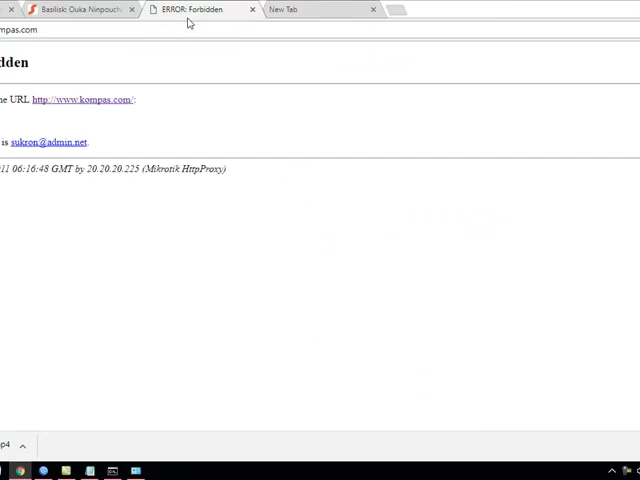 Basilisk: Ouka Ninpouch
ERROR: Forbidden
New Tab
mpas.com
dden
he URL http://www.kompas.com/:
is sukron@admin.net.
11 06:16:48 GMT by 20.20.20.225 (Mikrotik HttpProxy)
p4